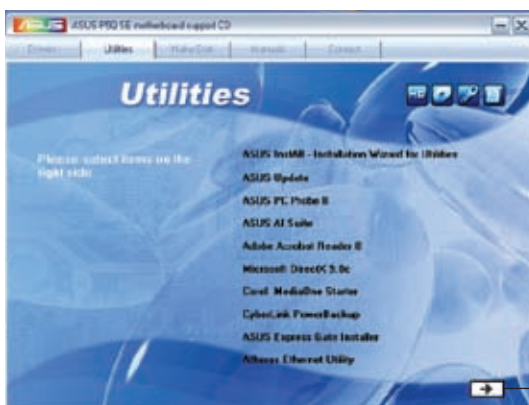 ASUS
ASUS P5Q SE motherboard support CD
Drivers Utilities Make Disk Manuals Contact
Utilities
Please select items on the
right side
ASUS InstAll - Installation Wizard for Utilities
ASUS Update
ASUS PC Probe II
ASUS AI Suite
Adobe Acrobat Reader 8
Microsoft DirectX 9.0c
Corel MediaOne Starter
CyberLink PowerBackup
ASUS Express Gate Installer
Atheros Ethernet Utility